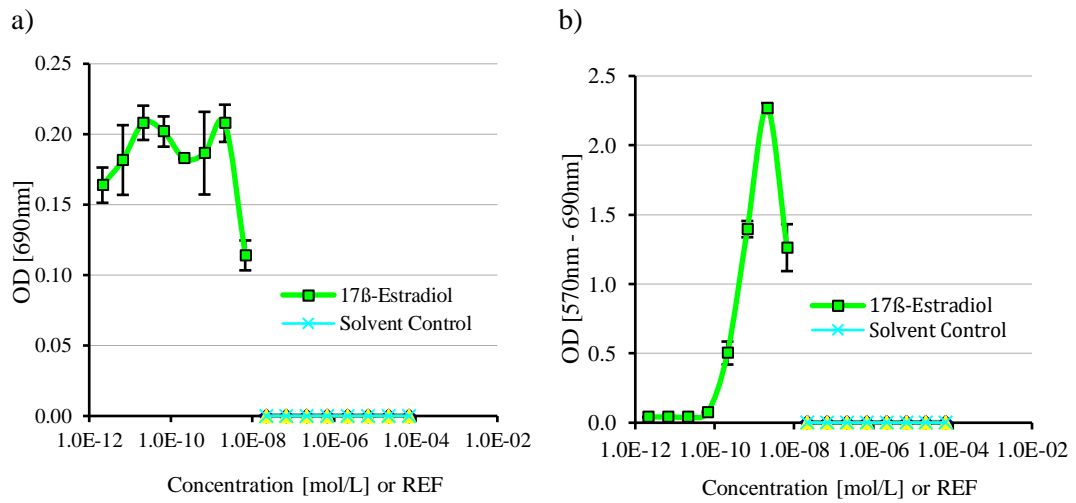 a)
0.25
0.20
0.15
0.10
0.05
0.00
OD [690nm]
17ß-Estradiol
Solvent Control
1.0E-12 1.0E-10 1.0E-08 1.0E-06 1.0E-04 1.0E-02
Concentration [mol/L] or REF
b)
2.5
2.0
1.5
1.0
0.5
0.0
OD [570nm - 690nm]
17ß-Estradiol
Solvent Control
1.0E-12 1.0E-10 1.0E-08 1.0E-06 1.0E-04 1.0E-02
Concentration [mol/L] or REF